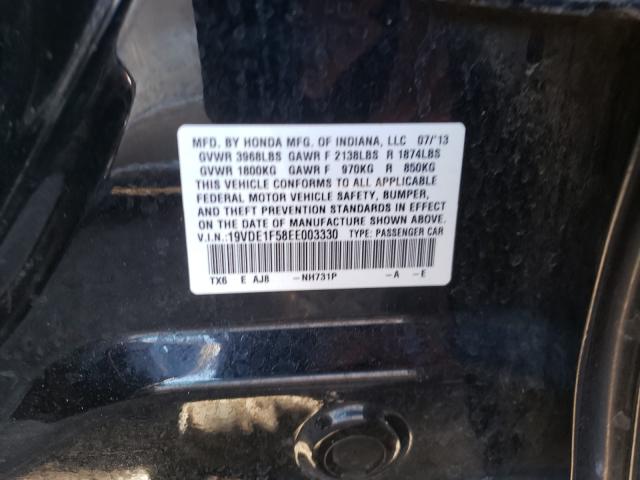 MFD. BY HONDA MFG. OF INDIANA, LLC 07/'13
GVWR 3968LBS GAWR F 2138LBS R 1874LBS
GVWR 1800KG GAWR F 970KG R 850KG
THIS VEHICLE CONFORMS TO ALL APPLICABLE
FEDERAL MOTOR VEHICLE SAFETY, BUMPER,
AND THEFT PREVENTION STANDARDS IN EFFECT
ON THE DATE OF MANUFACTURE SHOWN ABOVE.
V.I.N.:19VDE1F58EE003330 TYPE: PASSENGER CAR
TX6 E AJ8 -NH731P -A -E